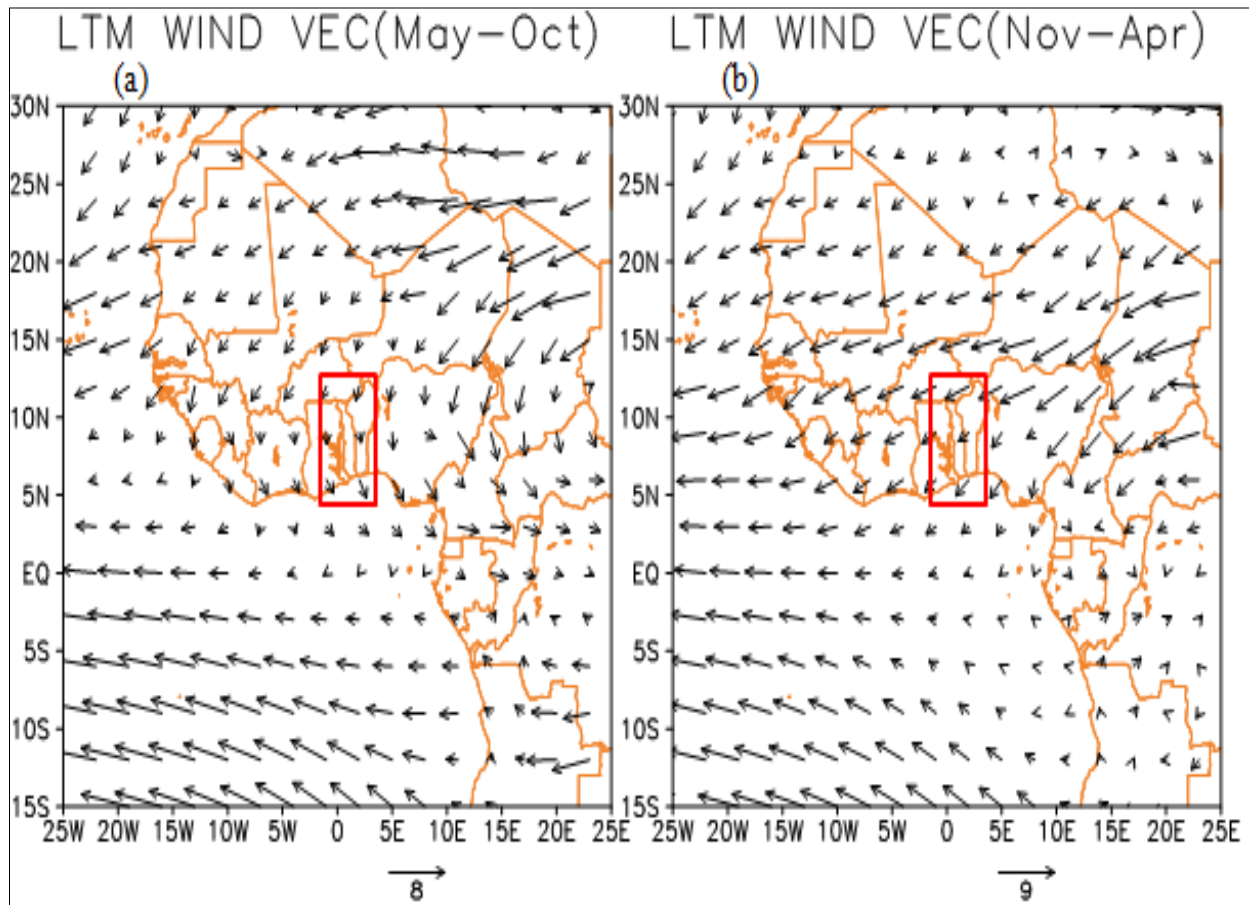 LTM WIND VEC(May-Oct) LTM WIND VEC(Nov-Apr)
(a) (b)
30N
25N
20N
15N
10N
5N
EQ
5S
10S
15S
25W 20W 15W 10W 5W 0 5E 10E 15E 20E 25E
8
30N
25N
20N
15N
10N
5N
EQ
5S
10S
15S
25W 20W 15W 10W 5W 0 5E 10E 15E 20E 25E
9